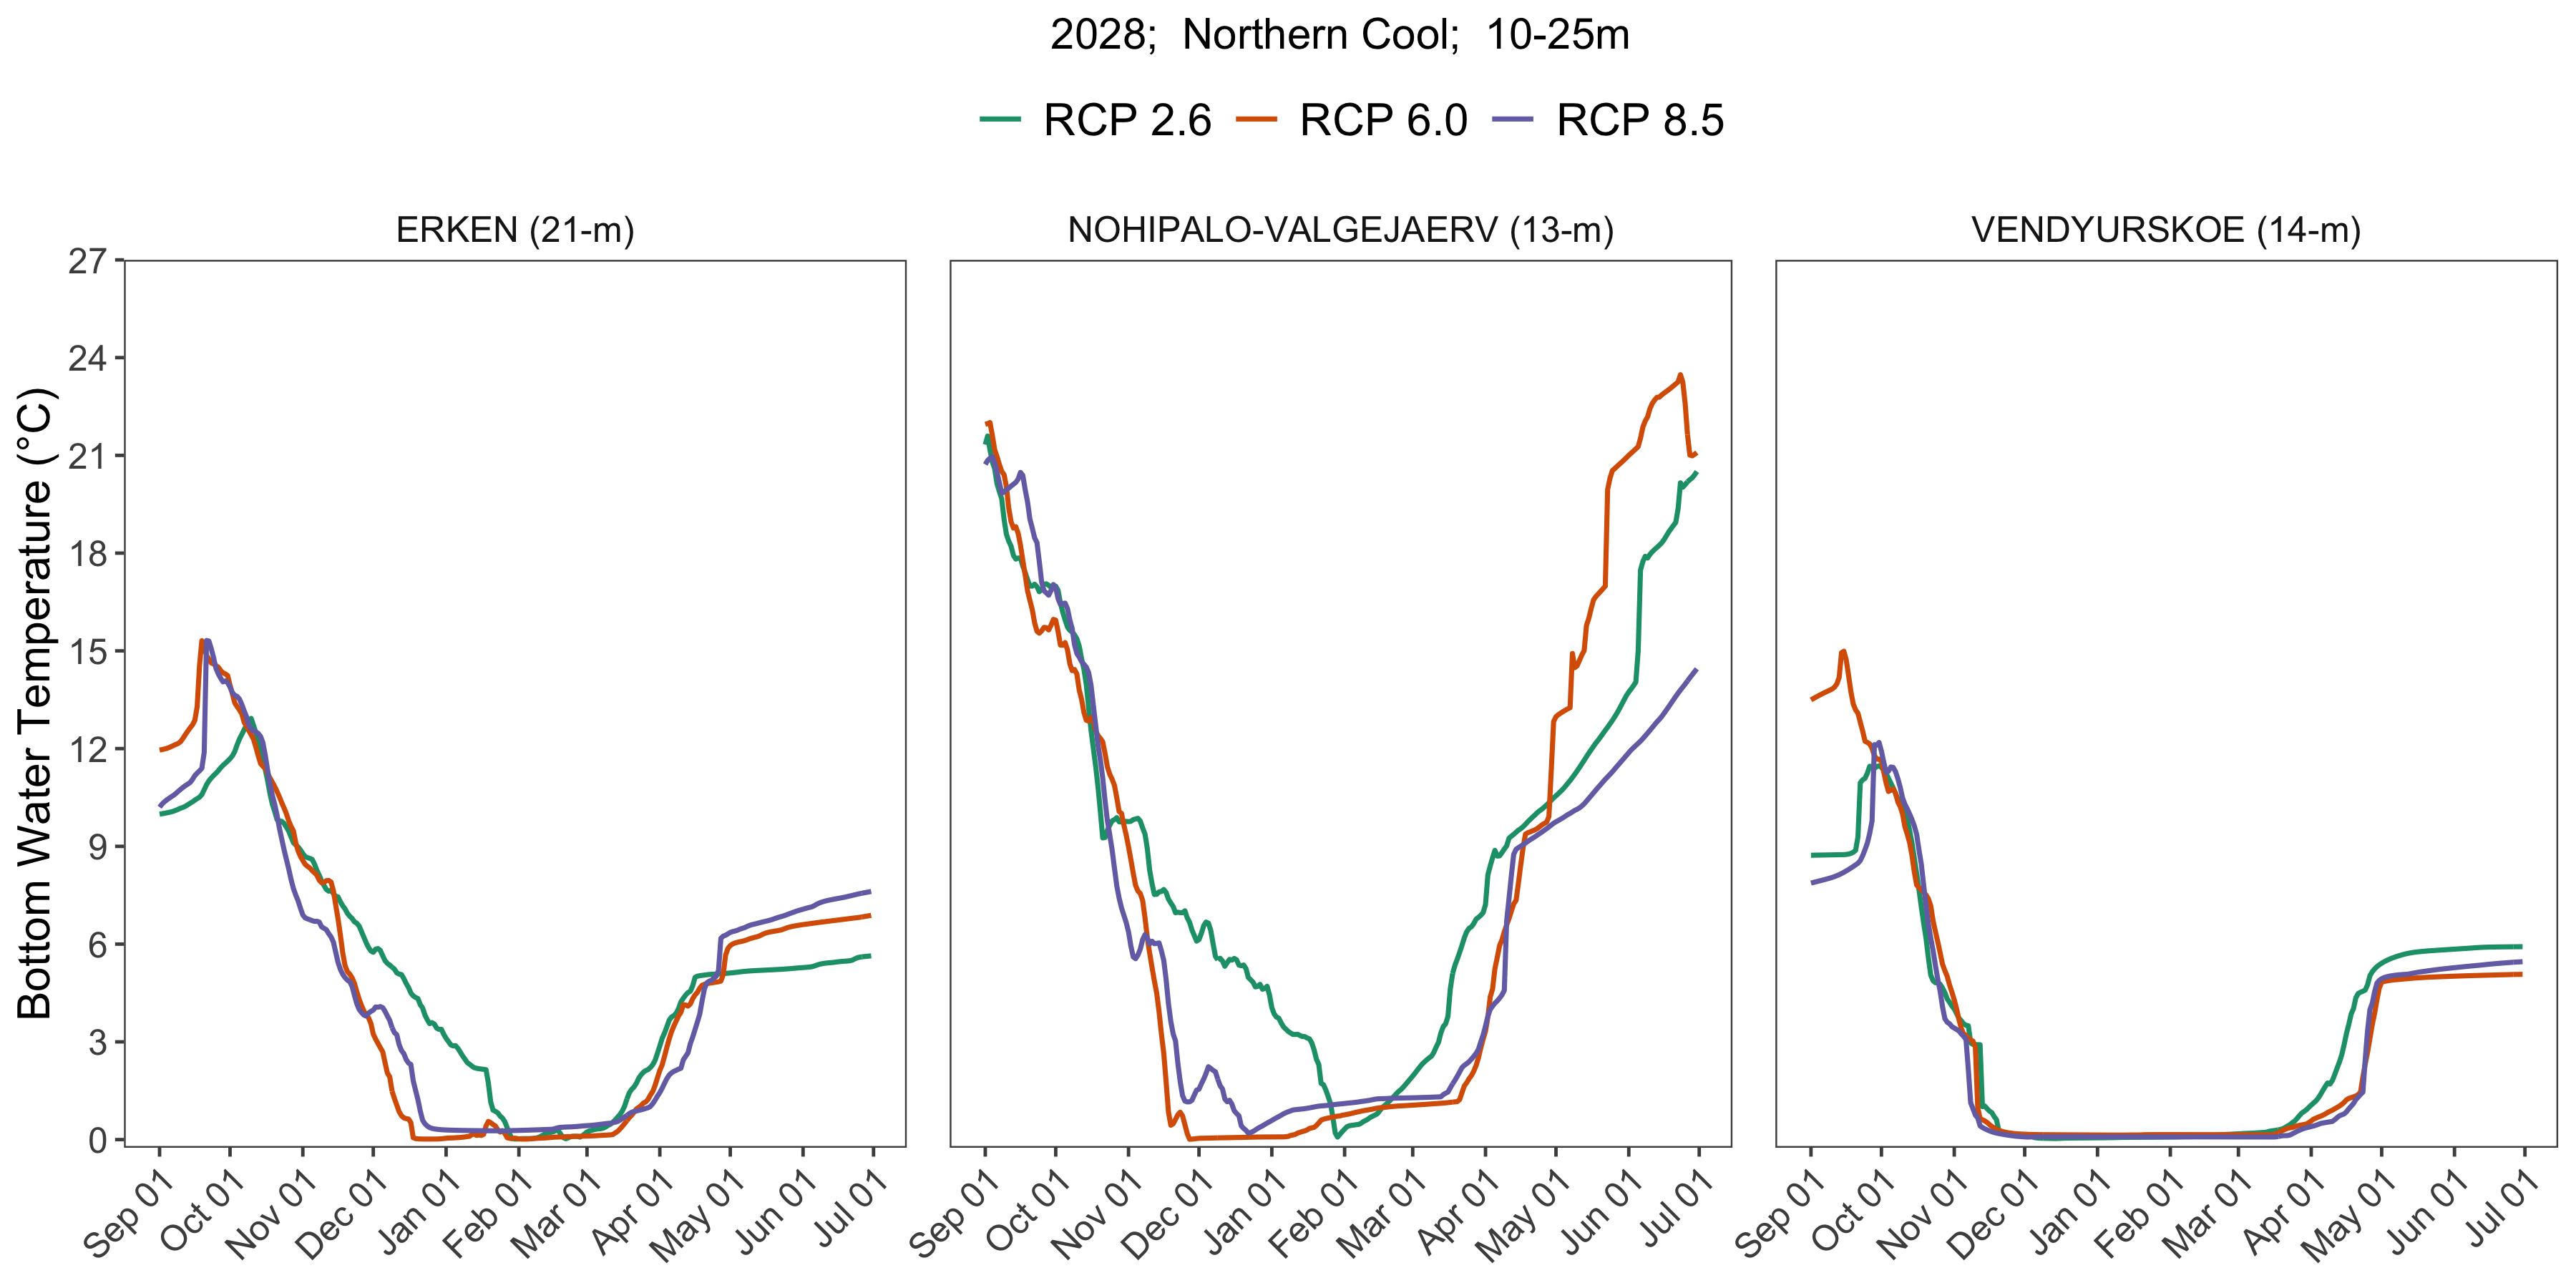 2028;  Northern Cool;  10-25m
RCP 2.6 RCP 6.0 RCP 8.5
ERKEN (21-m) NOHIPALO-VALGEJAERV (13-m) VENDYURSKOE (14-m)
Bottom Water Temperature (°C)
27
24
21
18
15
12
9
6
3
0
Sep 01 Oct 01 Nov 01 Dec 01 Jan 01 Feb 01 Mar 01 Apr 01 May 01 Jun 01 Jul 01 Sep 01 Oct 01 Nov 01 Dec 01 Jan 01 Feb 01 Mar 01 Apr 01 May 01 Jun 01 Jul 01 Sep 01 Oct 01 Nov 01 Dec 01 Jan 01 Feb 01 Mar 01 Apr 01 May 01 Jun 01 Jul 01